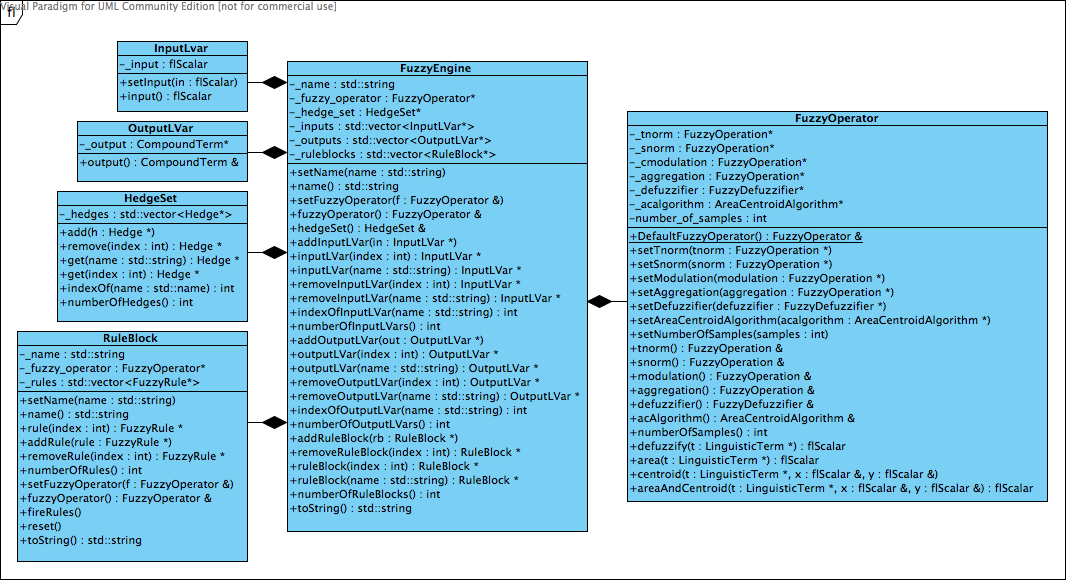 Visual Paradigm for UML Community Edition [not for commercial use]
fl
InputLvar
-_input : flScalar
+setInput(in : flScalar)
+input() : flScalar
OutputLVar
-_output : CompoundTerm*
+output() : CompoundTerm &
HedgeSet
-_hedges : std::vector<Hedge*>
+add(h : Hedge *)
+remove(index : int) : Hedge *
+get(name : std::string) : Hedge *
+get(index : int) : Hedge *
+indexOf(name : std::name) : int
+numberOfHedges() : int
RuleBlock
-_name : std::string
-_fuzzy_operator : FuzzyOperator*
-_rules : std::vector<FuzzyRule*>
+setName(name : std::string)
+name() : std::string
+rule(index : int) : FuzzyRule *
+addRule(rule : FuzzyRule *)
+removeRule(index : int) : FuzzyRule *
+numberOfRules() : int
+setFuzzyOperator(f : FuzzyOperator &)
+fuzzyOperator() : FuzzyOperator &
+fireRules()
+reset()
+toString() : std::string
FuzzyEngine
-_name : std::string
-_fuzzy_operator : FuzzyOperator*
-_hedge_set : HedgeSet*
-_inputs : std::vector<InputLVar*>
-_outputs : std::vector<OutputLVar*>
-_ruleblocks : std::vector<RuleBlock*>
+setName(name : std::string)
+name() : std::string
+setFuzzyOperator(f : FuzzyOperator &)
+fuzzyOperator() : FuzzyOperator &
+hedgeSet() : HedgeSet &
+addInputLVar(in : InputLVar *)
+inputLVar(index : int) : InputLVar *
+inputLVar(name : std::string) : InputLVar *
+removeInputLVar(index : int) : InputLVar *
+removeInputLVar(name : std::string) : InputLVar *
+indexOfInputLVar(name : std::string) : int
+numberOfInputLVars() : int
+addOutputLVar(out : OutputLVar *)
+outputLVar(index : int) : OutputLVar *
+outputLVar(name : std::string) : OutputLVar *
+removeOutputLVar(index : int) : OutputLVar *
+removeOutputLVar(name : std::string) : OutputLVar *
+indexOfOutputLVar(name : std::string) : int
+numberOfOutputLVars() : int
+addRuleBlock(rb : RuleBlock *)
+removeRuleBlock(index : int) : RuleBlock *
+ruleBlock(index : int) : RuleBlock *
+ruleBlock(name : std::string) : RuleBlock *
+numberOfRuleBlocks() : int
+toString() : std::string
FuzzyOperator
-_tnorm : FuzzyOperation*
-_snorm : FuzzyOperation*
-_cmodulation : FuzzyOperation*
-_aggregation : FuzzyOperation*
-_defuzzifier : FuzzyDefuzzifier*
-_acalgorithm : AreaCentroidAlgorithm*
-number_of_samples : int
+DefaultFuzzyOperator() : FuzzyOperator &
+setTnorm(tnorm : FuzzyOperation *)
+setSnorm(snorm : FuzzyOperation *)
+setModulation(modulation : FuzzyOperation *)
+setAggregation(aggregation : FuzzyOperation *)
+setDefuzzifier(defuzzifier : FuzzyDefuzzifier *)
+setAreaCentroidAlgorithm(acalgorithm : AreaCentroidAlgorithm *)
+setNumberOfSamples(samples : int)
+tnorm() : FuzzyOperation &
+snorm() : FuzzyOperation &
+modulation() : FuzzyOperation &
+aggregation() : FuzzyOperation &
+defuzzifier() : FuzzyDefuzzifier &
+acAlgorithm() : AreaCentroidAlgorithm &
+numberOfSamples() : int
+defuzzify(t : LinguisticTerm *) : flScalar
+area(t : LinguisticTerm *) : flScalar
+centroid(t : LinguisticTerm *, x : flScalar &, y : flScalar &)
+areaAndCentroid(t : LinguisticTerm *, x : flScalar &, y : flScalar &) : flScalar